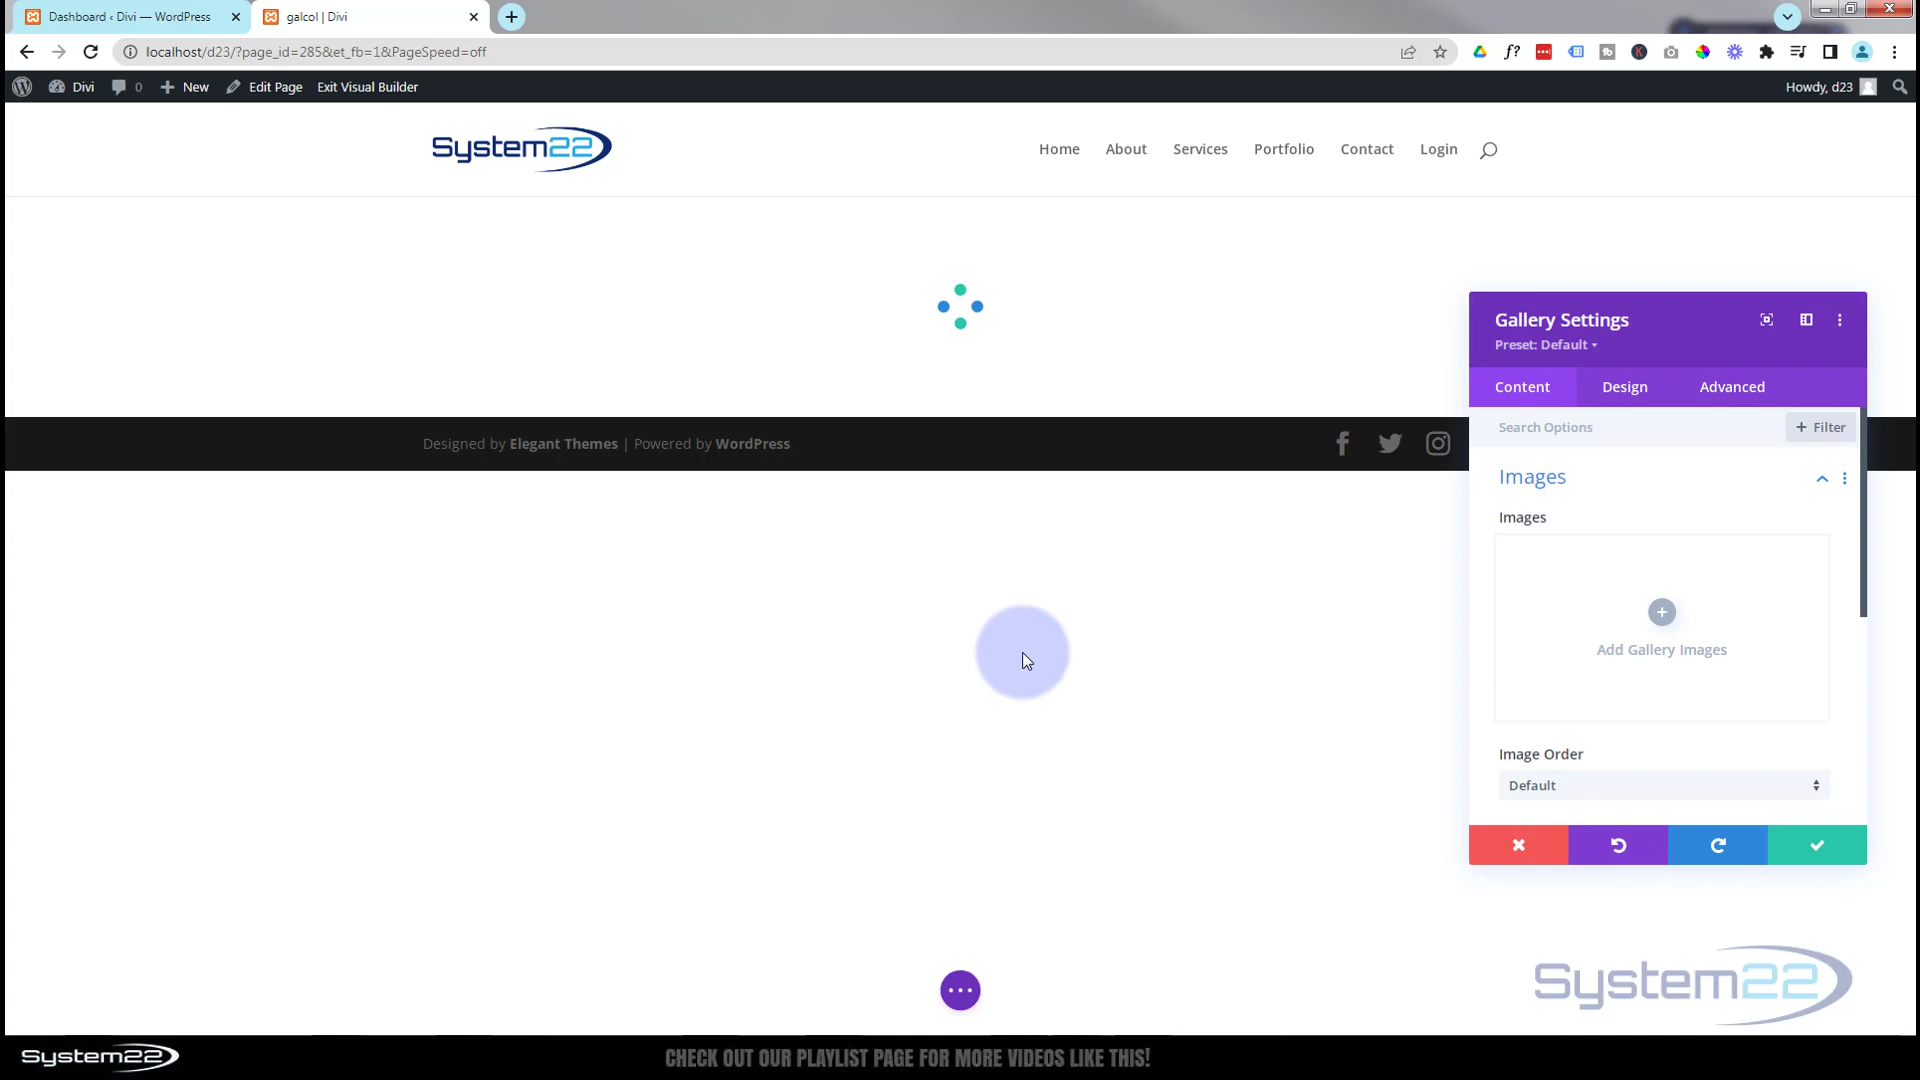 Dashboard ‹ Divi — WordPress
galcol | Divi
localhost/d23/?page_id=285&et_fb=1&PageSpeed=off
Divi
0
New
Edit Page
Exit Visual Builder
Howdy, d23
System22
Home
About
Services
Portfolio
Contact
Login
Gallery Settings
Preset: Default
Content
Design
Advanced
Search Options
+ Filter
Designed by Elegant Themes | Powered by WordPress
Images
Images
Add Gallery Images
Image Order
Default
System22
System22
CHECK OUT OUR PLAYLIST PAGE FOR MORE VIDEOS LIKE THIS!